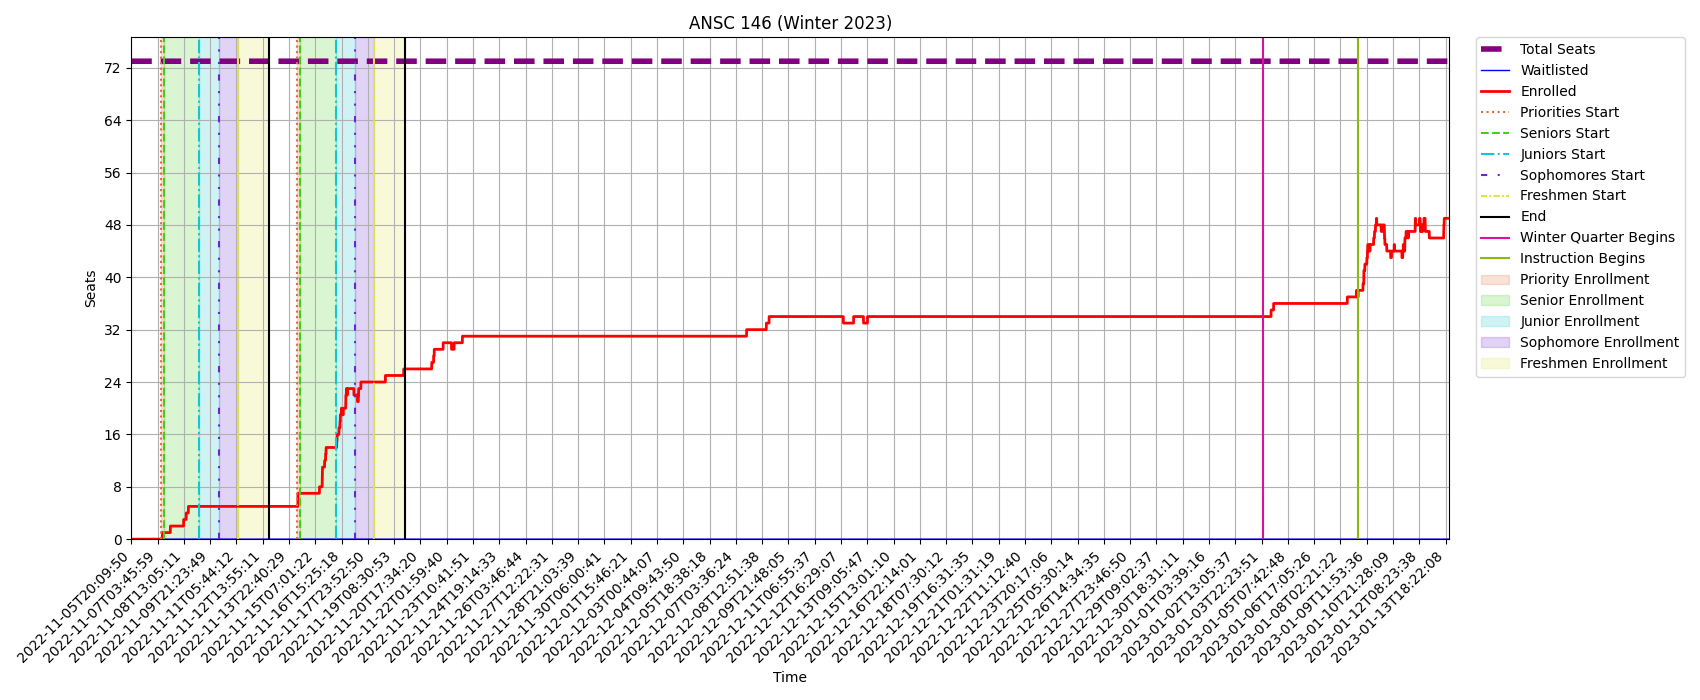 ANSC 146 (Winter 2023)
Seats
72
64
56
48
40
32
24
16
8
0
2022-11-05T20:09:50
2022-11-07T03:45:59
2022-11-08T13:05:11
2022-11-09T21:23:49
2022-11-11T05:44:12
2022-11-12T13:55:11
2022-11-13T22:40:29
2022-11-15T07:01:22
2022-11-16T15:25:18
2022-11-17T23:52:50
2022-11-19T08:30:53
2022-11-20T17:34:20
2022-11-22T01:59:40
2022-11-23T10:41:51
2022-11-24T19:14:33
2022-11-26T03:46:44
2022-11-27T12:22:31
2022-11-28T21:03:39
2022-11-30T06:00:41
2022-12-01T15:46:21
2022-12-03T00:44:07
2022-12-04T09:43:50
2022-12-05T18:38:18
2022-12-07T03:36:24
2022-12-08T12:51:38
2022-12-09T21:48:05
2022-12-11T06:55:37
2022-12-12T16:29:07
2022-12-13T09:05:47
2022-12-15T13:01:10
2022-12-16T22:14:01
2022-12-18T07:30:12
2022-12-19T16:31:35
2022-12-21T01:31:19
2022-12-22T11:12:40
2022-12-23T20:17:06
2022-12-25T05:30:14
2022-12-26T14:34:35
2022-12-27T23:46:50
2022-12-29T09:02:37
2022-12-30T18:31:11
2023-01-01T03:39:16
2023-01-02T13:05:37
2023-01-03T22:23:51
2023-01-05T07:42:48
2023-01-06T17:05:26
2023-01-08T02:21:22
2023-01-09T11:53:36
2023-01-10T21:28:09
2023-01-12T08:23:38
2023-01-13T18:22:08
Time
Total Seats
Waitlisted
Enrolled
Priorities Start
Seniors Start
Juniors Start
Sophomores Start
Freshmen Start
End
Winter Quarter Begins
Instruction Begins
Priority Enrollment
Senior Enrollment
Junior Enrollment
Sophomore Enrollment
Freshmen Enrollment